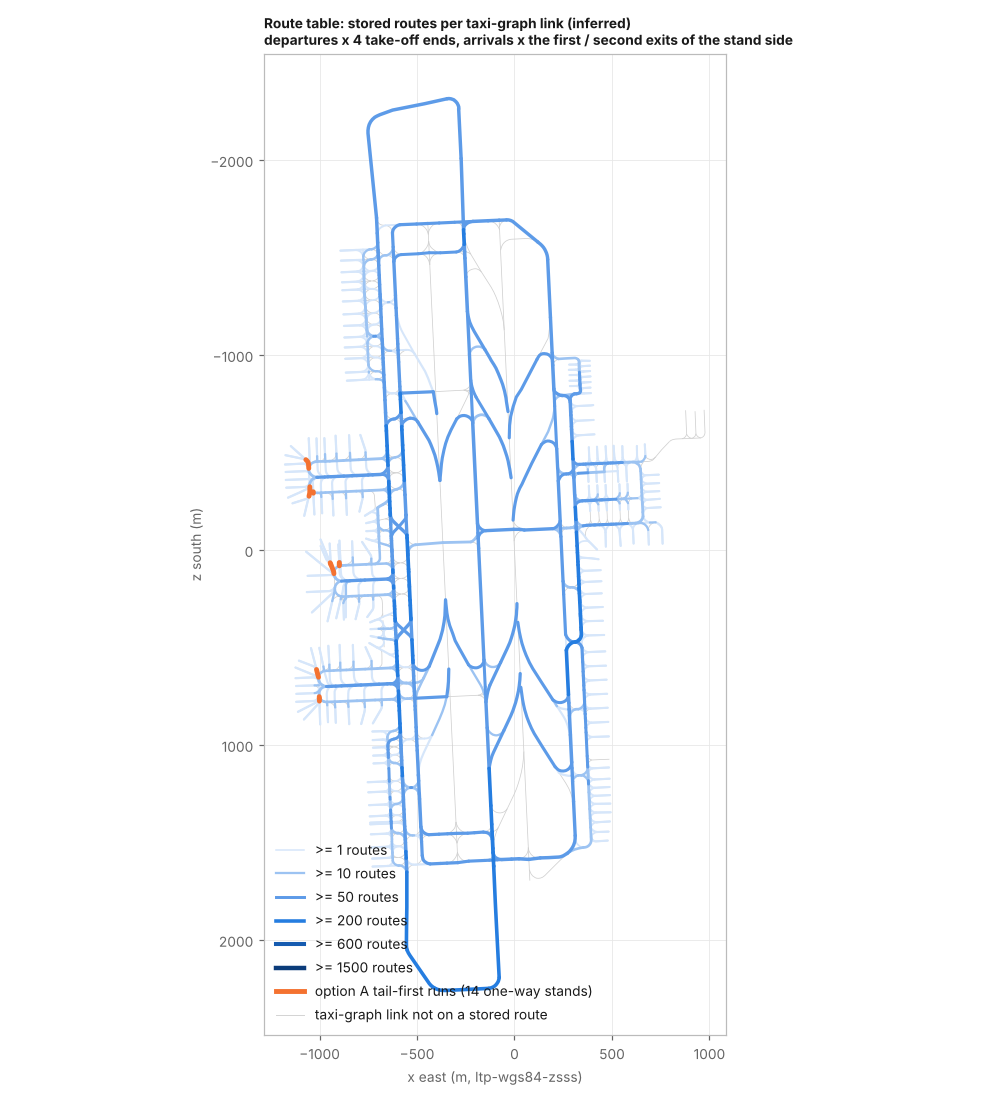 Route table: stored routes per taxi-graph link (inferred)
departures x 4 take-off ends, arrivals x the first / second exits of the stand side
−2000
−1000
0
1000
2000
z south (m)
>= 1 routes
>= 10 routes
>= 50 routes
>= 200 routes
>= 600 routes
>= 1500 routes
option A tail-first runs (14 one-way stands)
taxi-graph link not on a stored route
−1000
−500
0
500
1000
x east (m, ltp-wgs84-zsss)